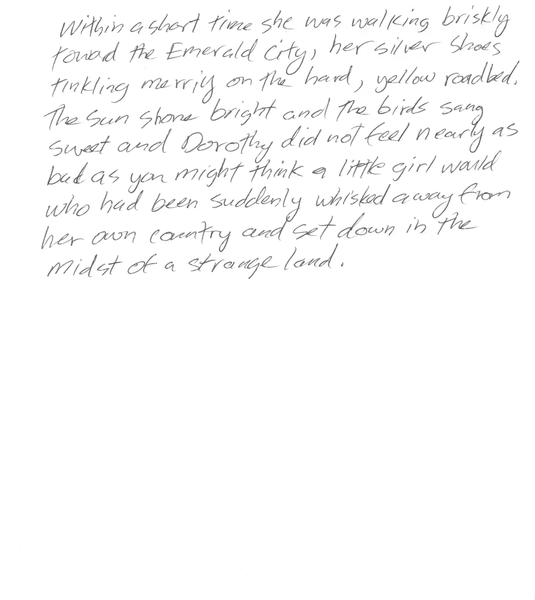 Within a short time she was walking briskly
toward the Emerald City, her silver shoes
tinkling merrily on the hard, yellow roadbed.
The sun shone bright and the birds sang
sweet and Dorothy did not feel nearly as
bad as you might think a little girl would
who had been suddenly whisked away from
her own country and set down in the
midst of a strange land.